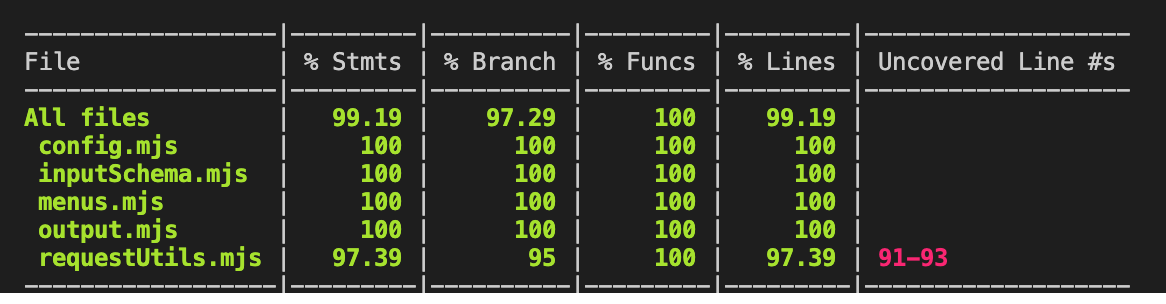 --------------------|---------|----------|---------|---------|-------------------
File | % Stmts | % Branch | % Funcs | % Lines | Uncovered Line #s
--------------------|---------|----------|---------|---------|-------------------
All files | 99.19 | 97.29 | 100 | 99.19 |
config.mjs | 100 | 100 | 100 | 100 |
inputSchema.mjs | 100 | 100 | 100 | 100 |
menus.mjs | 100 | 100 | 100 | 100 |
output.mjs | 100 | 100 | 100 | 100 |
requestUtils.mjs | 97.39 | 95 | 100 | 97.39 | 91-93
--------------------|---------|----------|---------|---------|-------------------